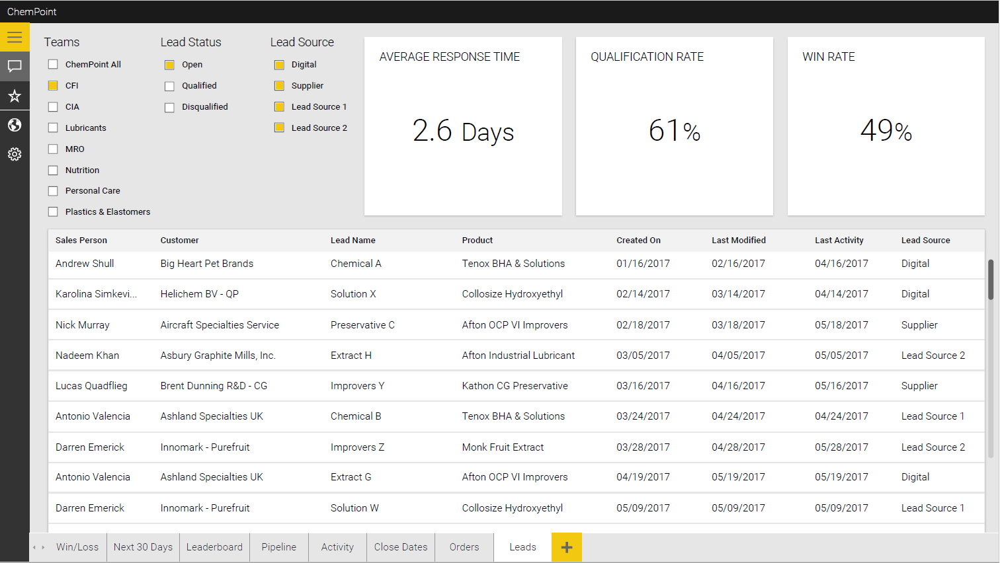 ChemPoint
Teams
ChemPoint All
CFI
CIA
Lubricants
MRO
Nutrition
Personal Care
Plastics & Elastomers
Lead Status
Open
Qualified
Disqualified
Lead Source
Digital
Supplier
Lead Source 1
Lead Source 2
AVERAGE RESPONSE TIME
2.6 Days
QUALIFICATION RATE
61%
WIN RATE
49%
Sales Person Customer Lead Name Product Created On Last Modified Last Activity Lead Source
Andrew Shull Big Heart Pet Brands Chemical A Tenox BHA & Solutions 01/16/2017 02/16/2017 04/16/2017 Digital
Karolina Simkevi... Helichem BV - QP Solution X Collosize Hydroxyethyl 02/14/2017 03/14/2017 04/14/2017 Digital
Nick Murray Aircraft Specialties Service Preservative C Afton OCP VI Improvers 02/18/2017 03/18/2017 05/18/2017 Supplier
Nadeem Khan Asbury Graphite Mills, Inc. Extract H Afton Industrial Lubricant 03/05/2017 04/05/2017 05/05/2017 Lead Source 2
Lucas Quadflieg Brent Dunning R&D - CG Improvers Y Kathon CG Preservative 03/16/2017 04/16/2017 05/16/2017 Supplier
Antonio Valencia Ashland Specialties UK Chemical B Tenox BHA & Solutions 03/24/2017 04/24/2017 04/24/2017 Lead Source 1
Darren Emerick Innomark - Purefruit Improvers Z Monk Fruit Extract 03/28/2017 04/28/2017 05/28/2017 Lead Source 2
Antonio Valencia Ashland Specialties UK Extract G Afton OCP VI Improvers 04/19/2017 05/19/2017 05/19/2017 Digital
Darren Emerick Innomark - Purefruit Solution W Collosize Hydroxyethyl 05/09/2017 05/09/2017 05/09/2017 Lead Source 1
Win/Loss Next 30 Days Leaderboard Pipeline Activity Close Dates Orders Leads +